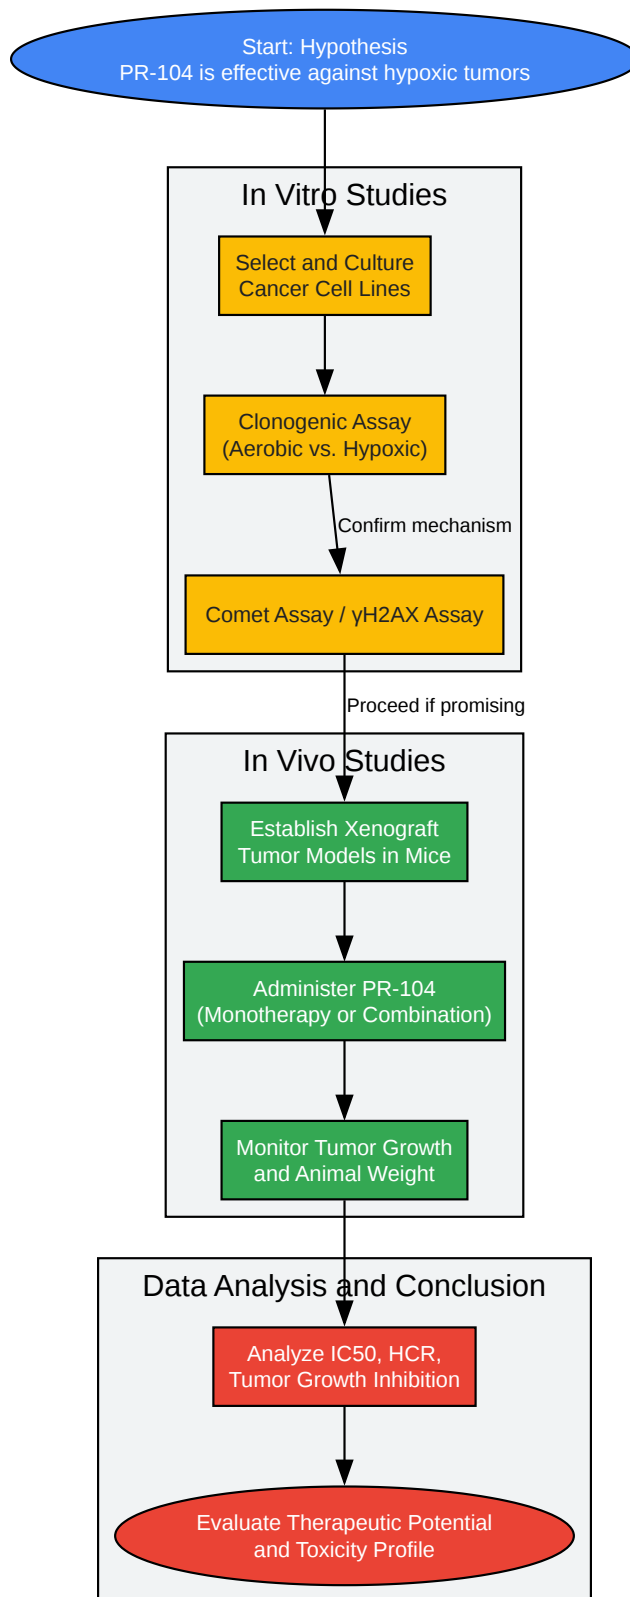 Start: Hypothesis
PR-104 is effective against hypoxic tumors
In Vitro Studies
Select and Culture
Cancer Cell Lines
Clonogenic Assay
(Aerobic vs. Hypoxic)
Confirm mechanism
Comet Assay / γH2AX Assay
Proceed if promising
In Vivo Studies
Establish Xenograft
Tumor Models in Mice
Administer PR-104
(Monotherapy or Combination)
Monitor Tumor Growth
and Animal Weight
Data Analysis and Conclusion
Analyze IC50, HCR,
Tumor Growth Inhibition
Evaluate Therapeutic Potential
and Toxicity Profile